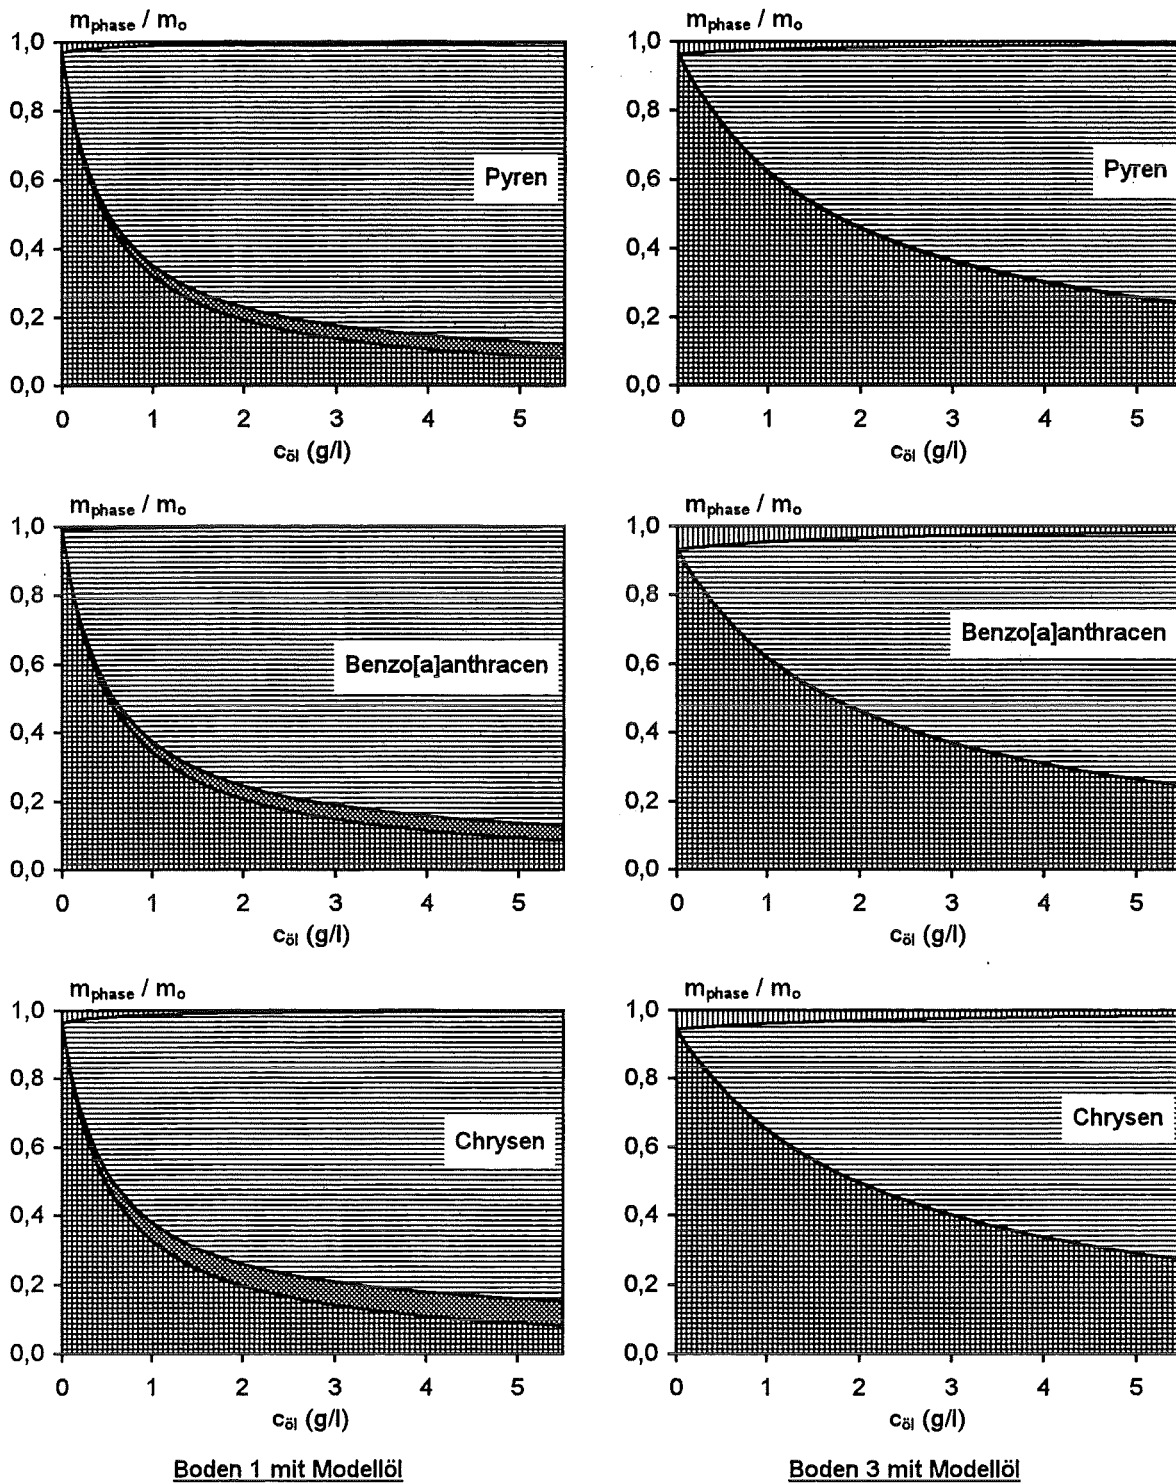 m_phase / m_o
1,0
0,8
0,6
0,4
0,2
0,0
Pyren
0 1 2 3 4 5
c_öl (g/l)
m_phase / m_o
1,0
0,8
0,6
0,4
0,2
0,0
Pyren
0 1 2 3 4 5
c_öl (g/l)
m_phase / m_o
1,0
0,8
0,6
0,4
0,2
0,0
Benzo[a]anthracen
0 1 2 3 4 5
c_öl (g/l)
m_phase / m_o
1,0
0,8
0,6
0,4
0,2
0,0
Benzo[a]anthracen
0 1 2 3 4 5
c_öl (g/l)
m_phase / m_o
1,0
0,8
0,6
0,4
0,2
0,0
Chrysen
0 1 2 3 4 5
c_öl (g/l)
m_phase / m_o
1,0
0,8
0,6
0,4
0,2
0,0
Chrysen
0 1 2 3 4 5
c_öl (g/l)
Boden 1 mit Modellöl
Boden 3 mit Modellöl